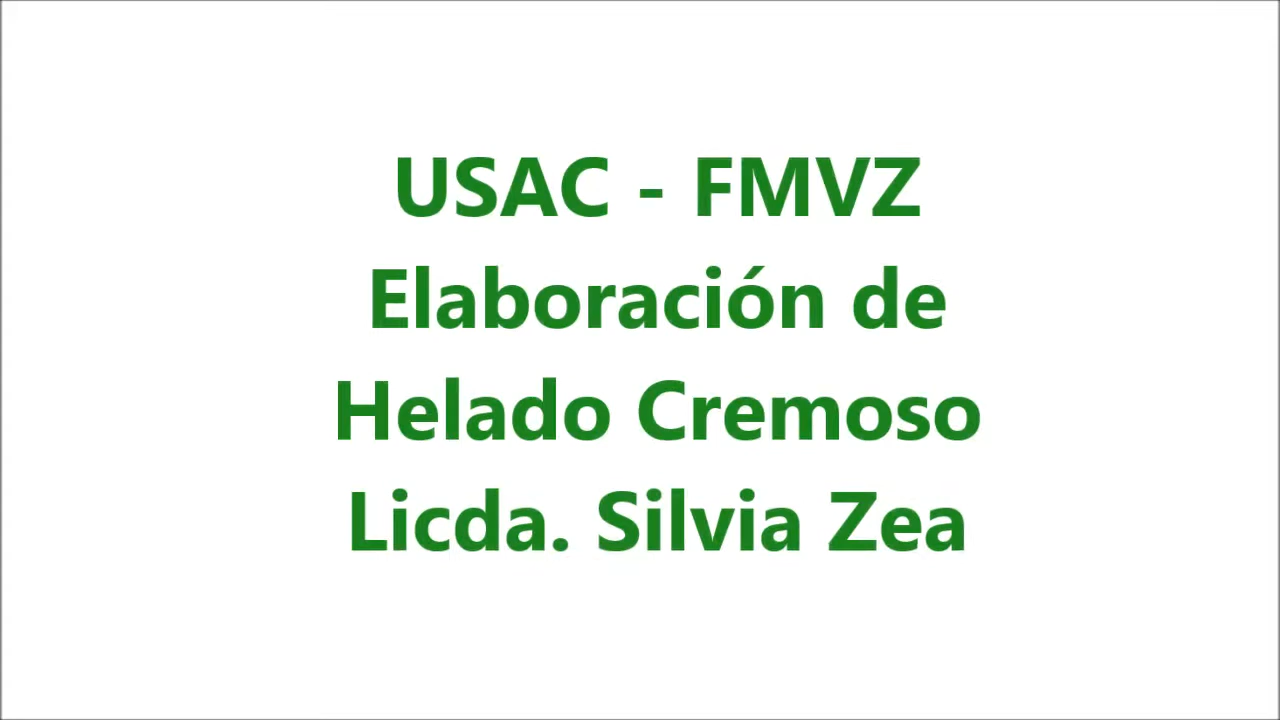 USAC - FMVZ
Elaboración de
Helado Cremoso
Licda. Silvia Zea